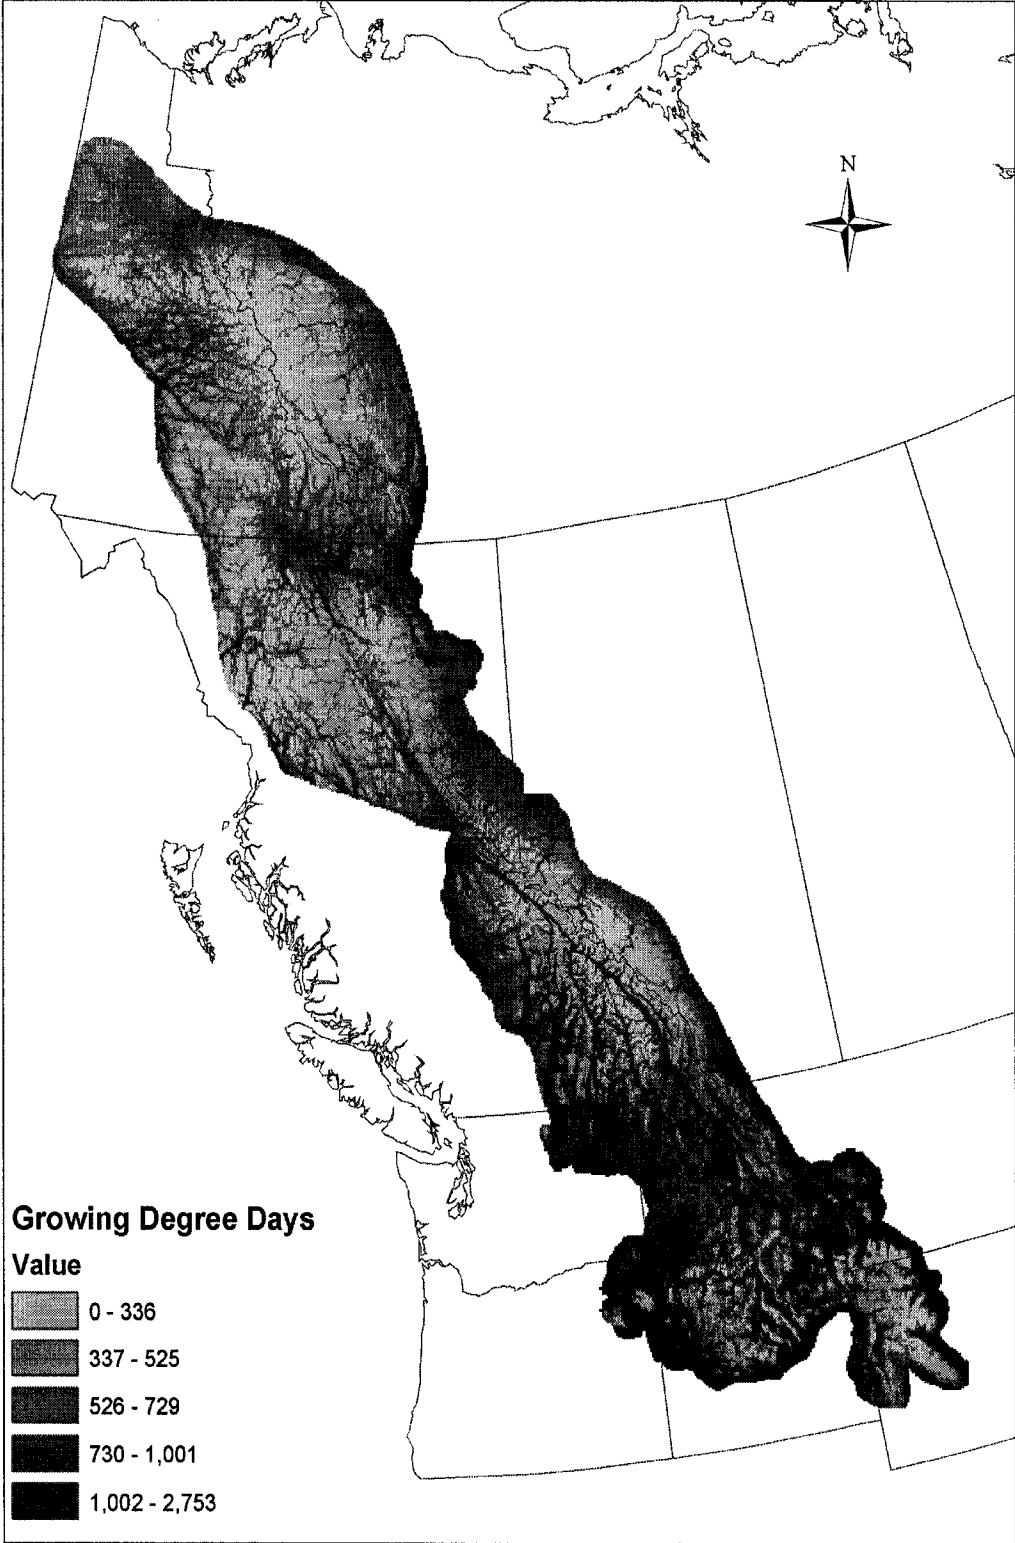 N
Growing Degree Days
Value
0 - 336
337 - 525
526 - 729
730 - 1,001
1,002 - 2,753